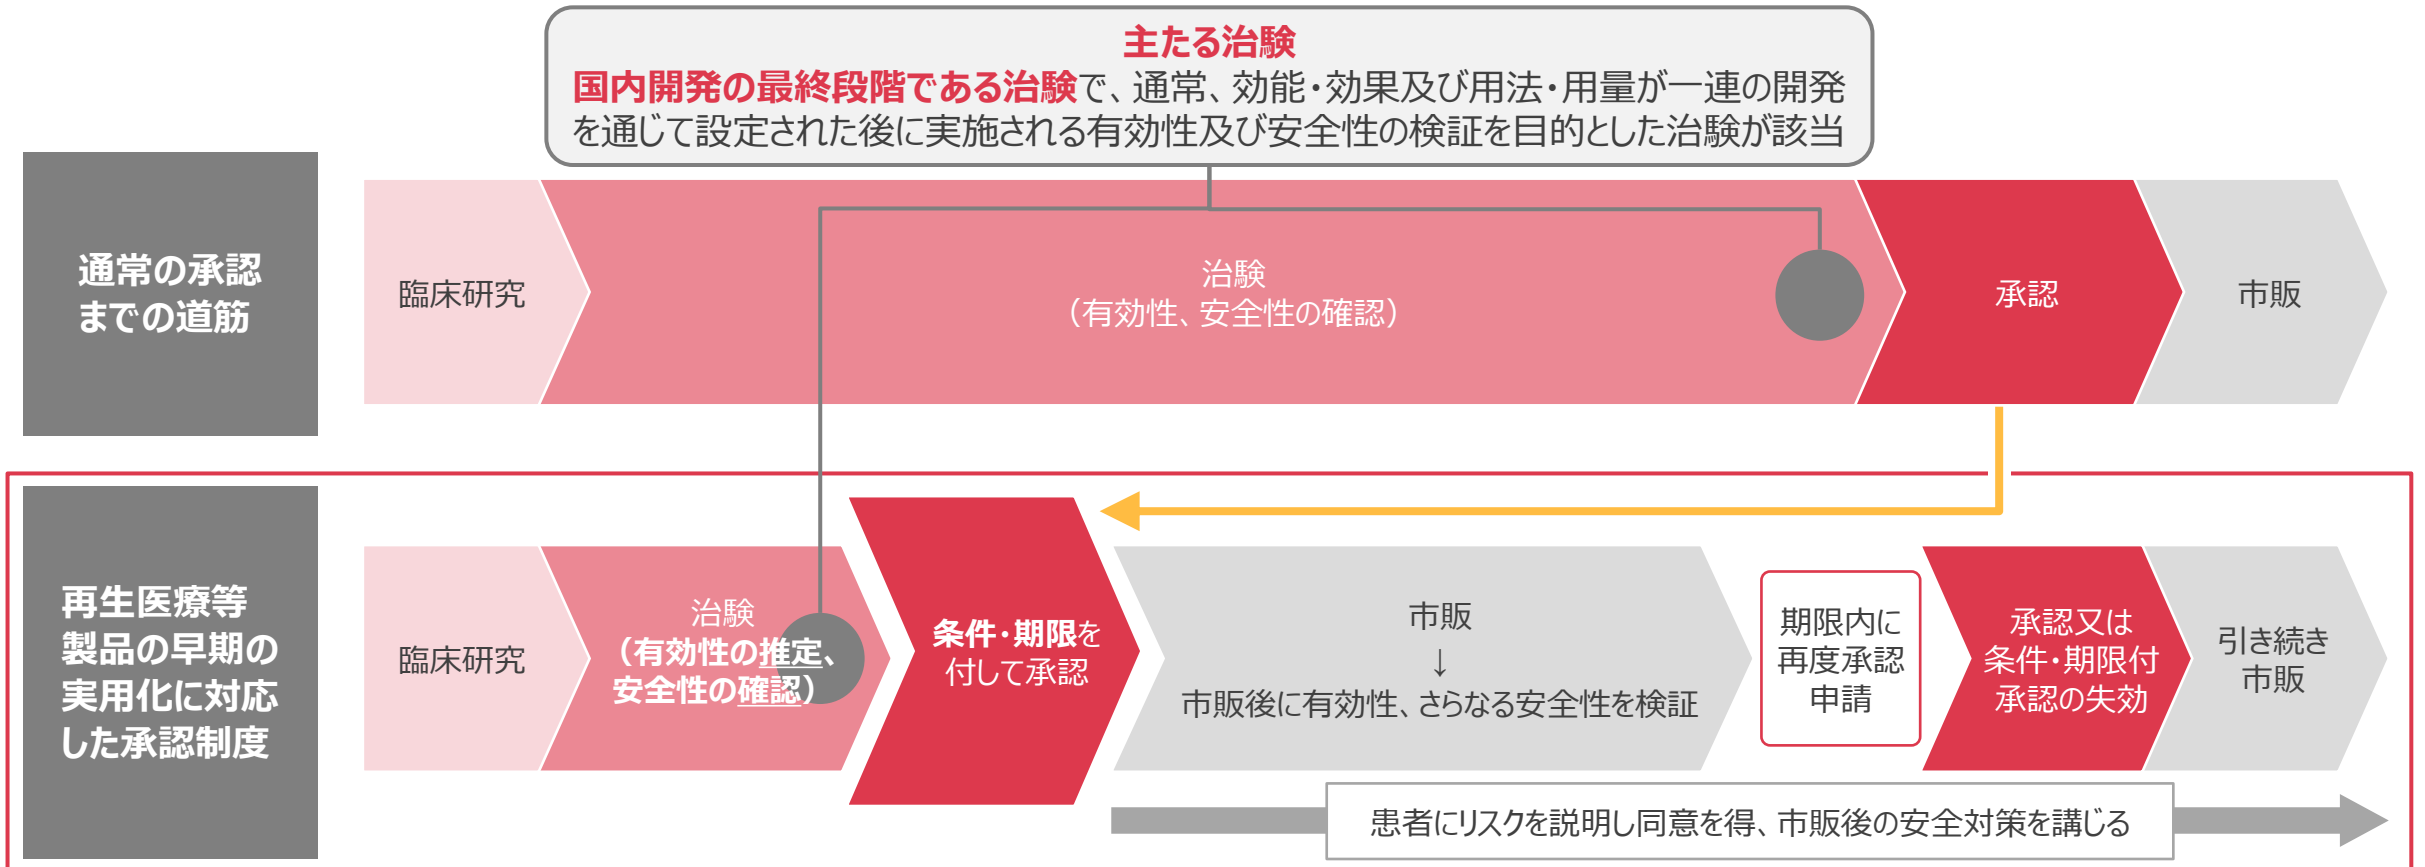 主たる治験
国内開発の最終段階である治験で、通常、効能・効果及び用法・用量が一連の開発
を通じて設定された後に実施される有効性及び安全性の検証を目的とした治験が該当
通常の承認
までの道筋
臨床研究
治験
（有効性、安全性の確認）
承認
市販
再生医療等
製品の早期の
実用化に対応
した承認制度
臨床研究
治験
（有効性の推定、
安全性の確認）
条件・期限を
付して承認
市販
↓
市販後に有効性、さらなる安全性を検証
期限内に
再度承認
申請
承認又は
条件・期限付
承認の失効
引き続き
市販
患者にリスクを説明し同意を得、市販後の安全対策を講じる